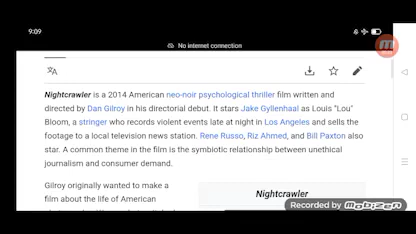 9:09
No internet connection
Nightcrawler is a 2014 American neo-noir psychological thriller film written and
directed by Dan Gilroy in his directorial debut. It stars Jake Gyllenhaal as Louis "Lou"
Bloom, a stringer who records violent events late at night in Los Angeles and sells the
footage to a local television news station. Rene Russo, Riz Ahmed, and Bill Paxton also
star. A common theme in the film is the symbiotic relationship between unethical
journalism and consumer demand.
Gilroy originally wanted to make a
film about the life of American
Nightcrawler
Recorded by Mobizen